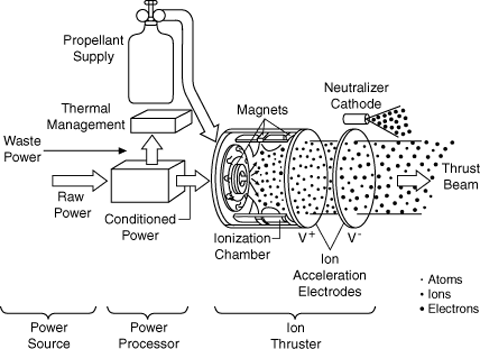 Propellant
Supply
Thermal
Management
Waste
Power
Raw
Power
Conditioned
Power
Magnets
Neutralizer
Cathode
Thrust
Beam
Ionization
Chamber
V+
V-
Ion
Acceleration
Electrodes
· Atoms
• Ions
● Electrons
Power
Source
Power
Processor
Ion
Thruster